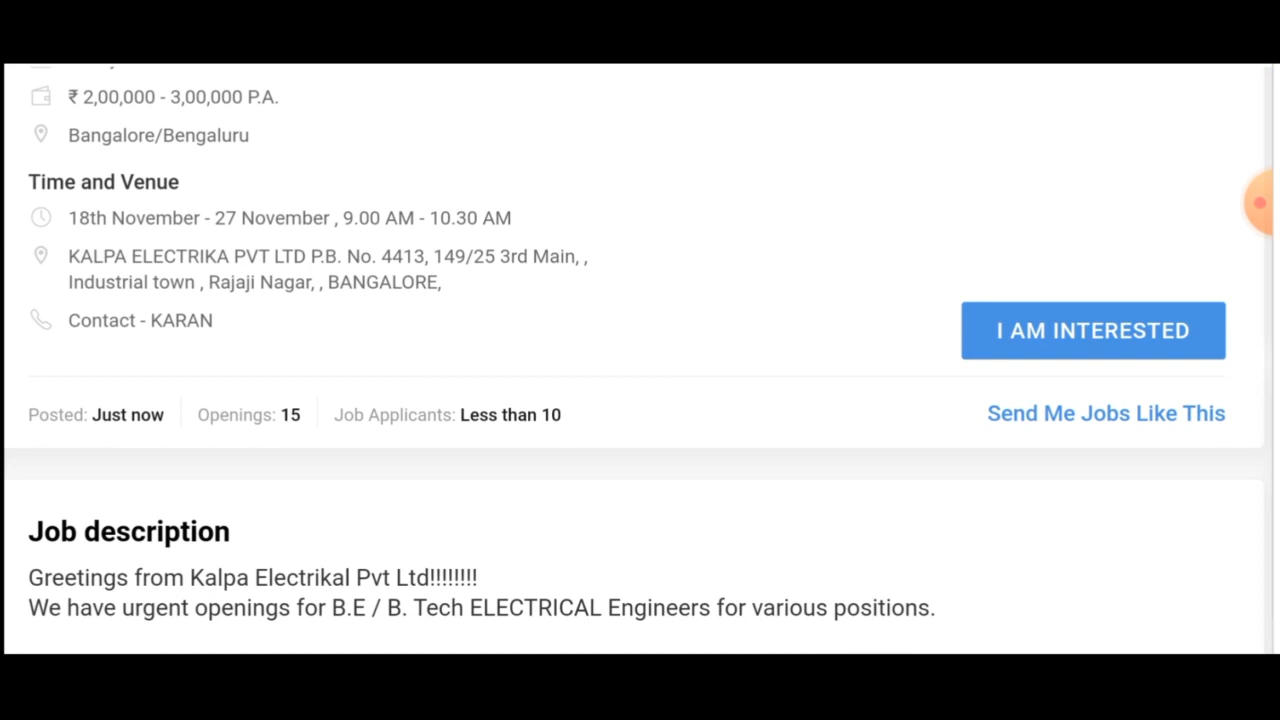 ₹ 2,00,000 - 3,00,000 P.A.
Bangalore/Bengaluru
Time and Venue
18th November - 27 November , 9.00 AM - 10.30 AM
KALPA ELECTRIKA PVT LTD P.B. No. 4413, 149/25 3rd Main, ,
Industrial town , Rajaji Nagar, , BANGALORE,
Contact - KARAN
I AM INTERESTED
Posted: Just now Openings: 15 Job Applicants: Less than 10
Send Me Jobs Like This
Job description
Greetings from Kalpa Electrikal Pvt Ltd!!!!!!!!
We have urgent openings for B.E / B. Tech ELECTRICAL Engineers for various positions.